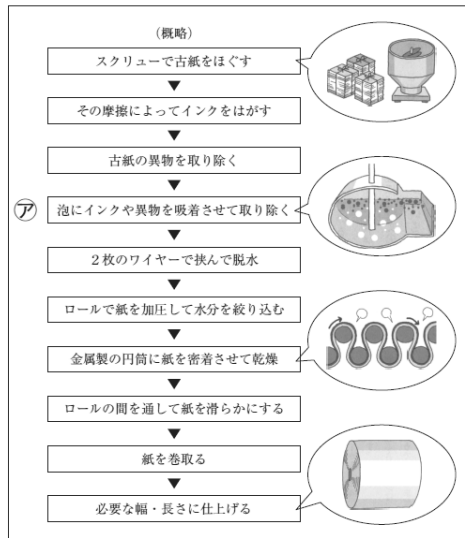 (概略)
スクリューで古紙をほぐす
▼
その摩擦によってインクをはがす
▼
古紙の異物を取り除く
▼
㋐ 泡にインクや異物を吸着させて取り除く
▼
2枚のワイヤーで挟んで脱水
▼
ロールで紙を加圧して水分を絞り込む
▼
金属製の円筒に紙を密着させて乾燥
▼
ロールの間を通して紙を滑らかにする
▼
紙を巻取る
▼
必要な幅・長さに仕上げる